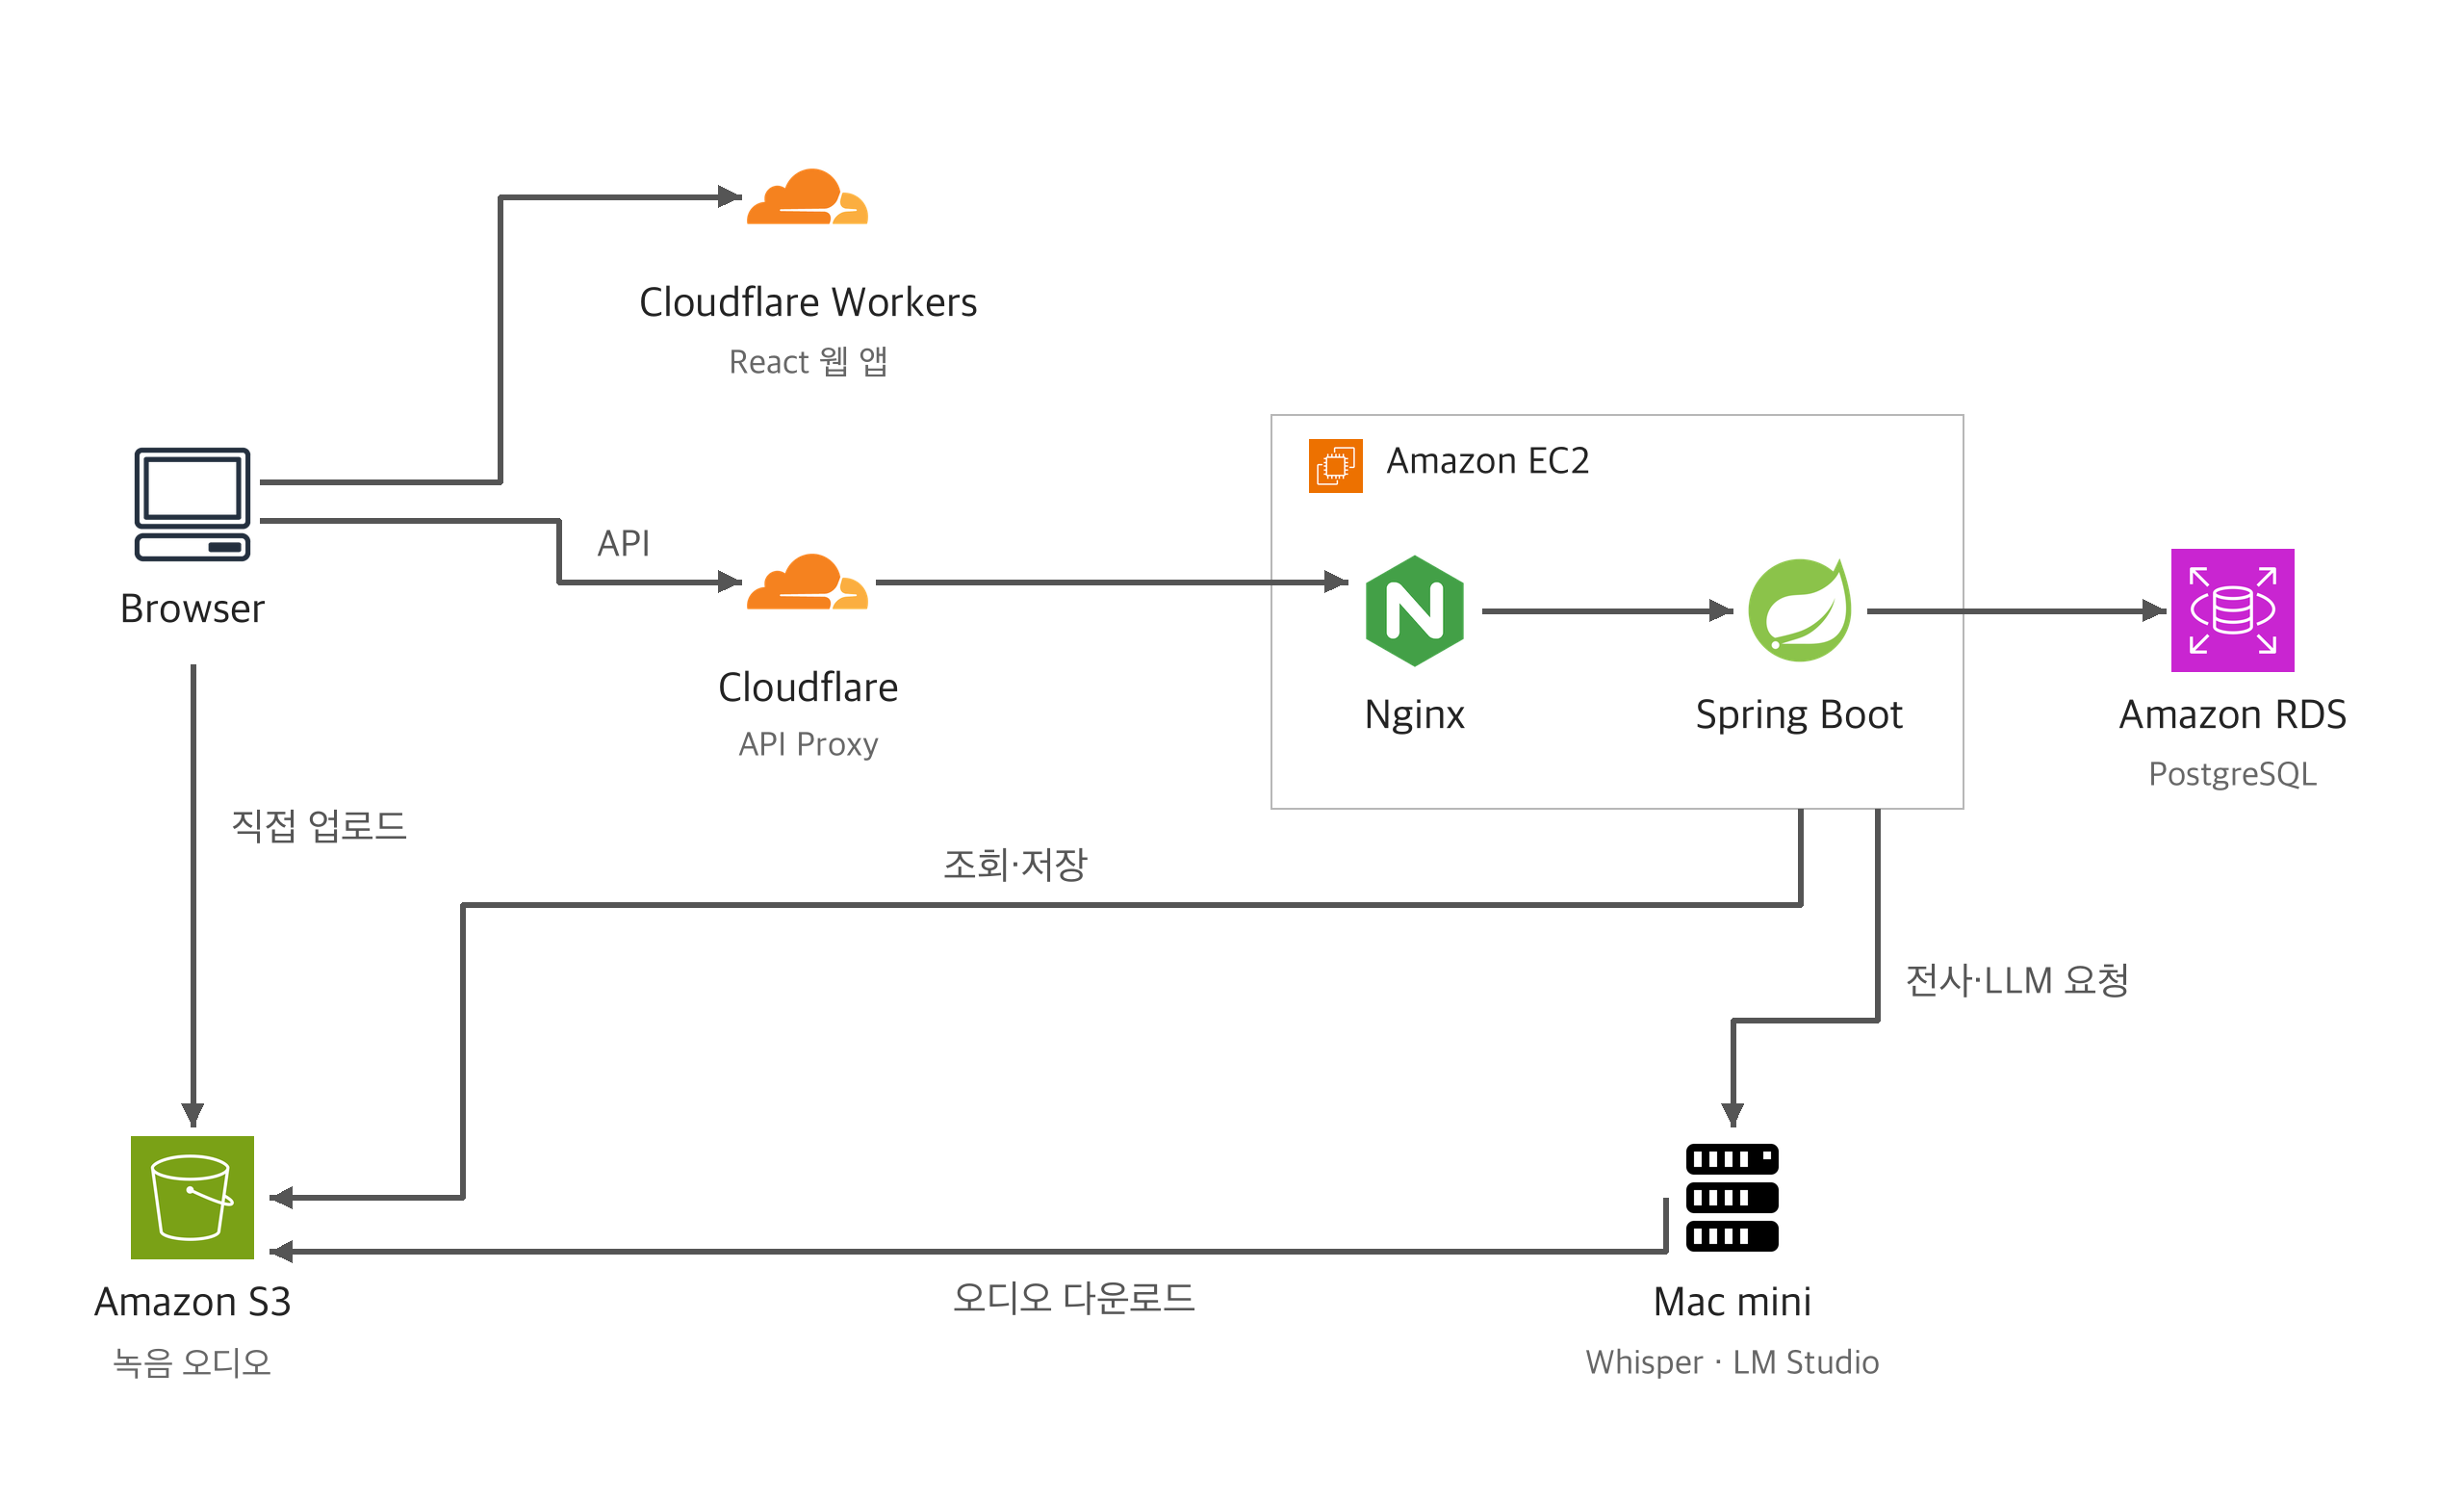 Cloudflare Workers
React 웹 앱
Amazon EC2
Browser
API
Cloudflare
API Proxy
Nginx
Spring Boot
Amazon RDS
PostgreSQL
직접 업로드
조회·저장
전사·LLM 요청
Amazon S3
녹음 오디오
오디오 다운로드
Mac mini
Whisper · LM Studio